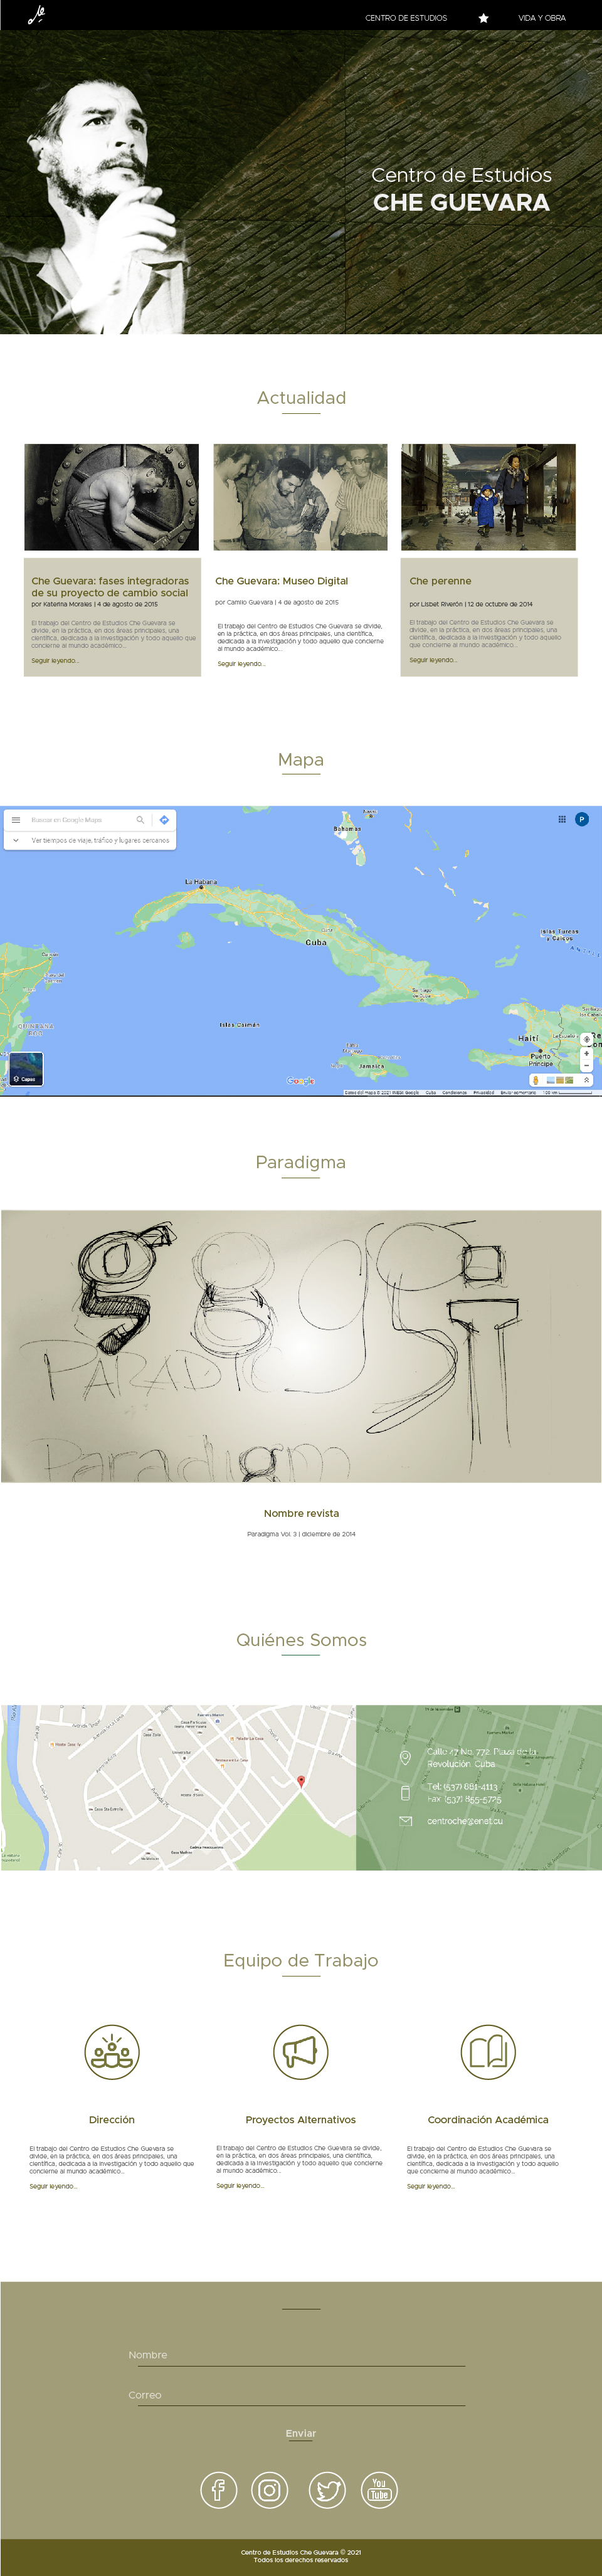 CENTRO DE ESTUDIOS
VIDA Y OBRA
Centro de Estudios
CHE GUEVARA
Actualidad
Che Guevara: fases integradoras
de su proyecto de cambio social
por Katerina Morales | 4 de agosto de 2015
El trabajo del Centro de Estudios Che Guevara se
divide, en la práctica, en dos áreas principales, una
científica, dedicada a la investigación y todo aquello que
concierne al mundo académico...
Seguir leyendo...
Che Guevara: Museo Digital
por Camilo Guevara | 4 de agosto de 2015
El trabajo del Centro de Estudios Che Guevara se divide,
en la práctica, en dos áreas principales, una científica,
dedicada a la investigación y todo aquello que concierne
al mundo académico...
Seguir leyendo...
Che perenne
por Lisbet Riverón | 12 de octubre de 2014
El trabajo del Centro de Estudios Che Guevara se
divide, en la práctica, en dos áreas principales, una
científica, dedicada a la investigación y todo aquello
que concierne al mundo académico...
Seguir leyendo...
Mapa
Buscar en Google Maps
Ver tiempos de viaje, tráfico y lugares cercanos
P
Bahamas
La Habana
Cuba
Islas Turcas
y Caicos
Cancún
QUINTANA
ROO
Islas Caimán
Santiago
de Cuba
Jamaica
Haití
Puerto
Príncipe
Capas
Google
Paradigma
PARADIG
Paradigm
Nombre revista
Paradigma Vol. 3 | diciembre de 2014
Quiénes Somos
Calle 47 No. 772, Plaza de la
Revolución, Cuba
Tel: (537) 881-4113
Fax: (537) 855-5725
centroche@enet.cu
Equipo de Trabajo
Dirección
El trabajo del Centro de Estudios Che Guevara se
divide, en la práctica, en dos áreas principales, una
científica, dedicada a la investigación y todo aquello que
concierne al mundo académico...
Seguir leyendo...
Proyectos Alternativos
El trabajo del Centro de Estudios Che Guevara se divide,
en la práctica, en dos áreas principales, una científica,
dedicada a la investigación y todo aquello que concierne
al mundo académico...
Seguir leyendo...
Coordinación Académica
El trabajo del Centro de Estudios Che Guevara se
divide, en la práctica, en dos áreas principales, una
científica, dedicada a la investigación y todo aquello
que concierne al mundo académico...
Seguir leyendo...
Nombre
Correo
Enviar
You
Tube
Centro de Estudios Che Guevara © 2021
Todos los derechos reservados